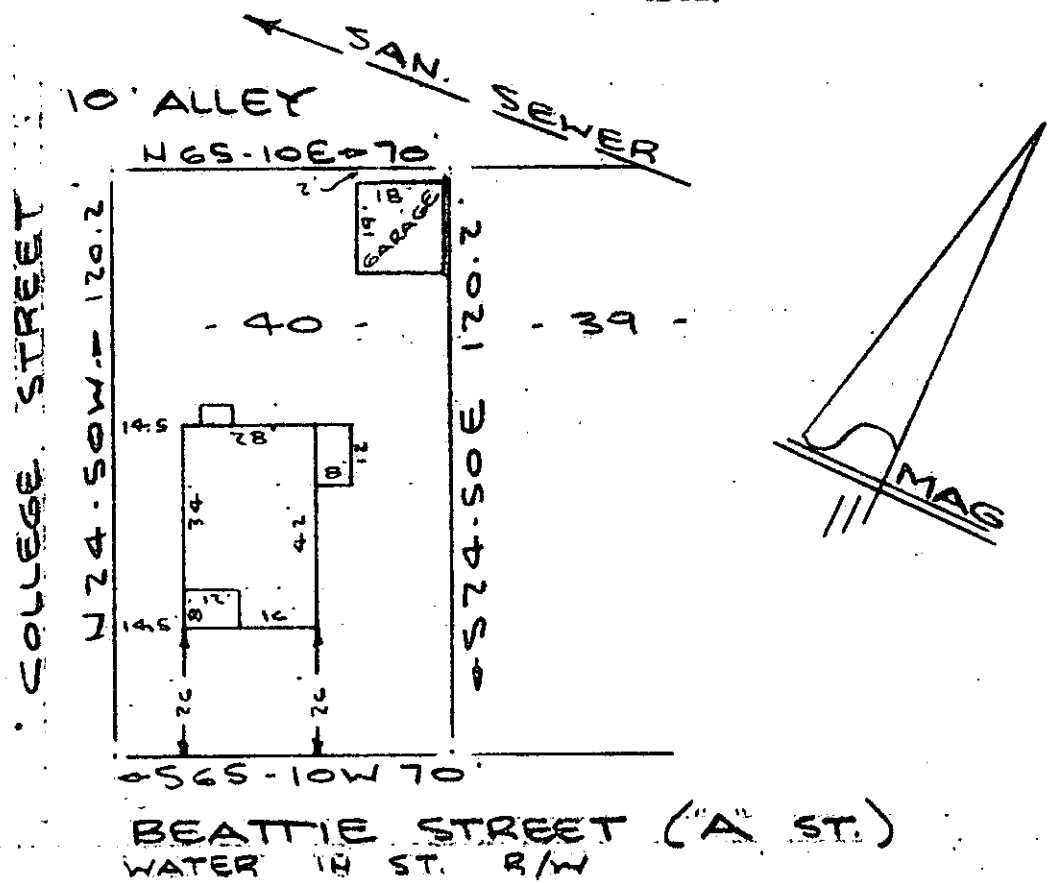 SAN.
SEWER
10' ALLEY
N65-10E 70'
2'
18'
19'
GARAGE
COLLEGE STREET
N24-50W-120.2
S24-50E 120.2'
- 40 -
- 39 -
14.5
28'
12
8'
34
42
12'
8
16
14.5
26
26
S65-10W 70'
BEATTIE STREET ("A" ST.)
WATER IN ST. R/W
MAG